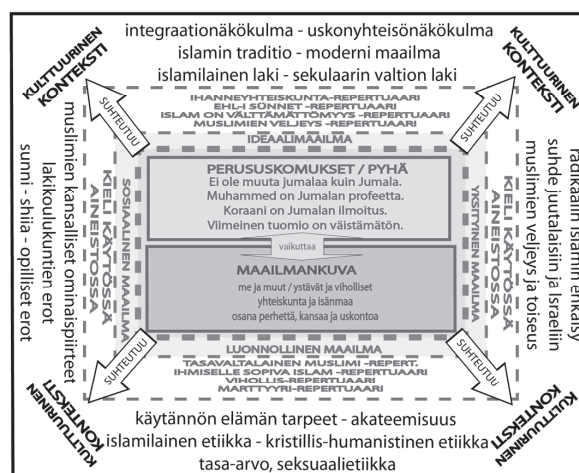 integraationäkökulma - uskonyhteisönäkökulma
islamin traditio - moderni maailma
islamilainen laki - sekulaarin valtion laki
KULTTUURINEN
KONTEKSTI
KULTTUURINEN
KONTEKSTI
SUHTEUTUU
SUHTEUTUU
IHANNEYHTEISKUNTA-REPERTUAARI
EHL-I SÜNNET -REPERTUAARI
ISLAM ON VÄLTTÄMÄTTÖMYYS -REPERTUAARI
MUSLIMIEN VELJEYS -REPERTUAARI
IDEAALIMAAILMA
sunni - shiia - opilliset erot
lakikoulukuntien erot
muslimien kansalliset ominaispiirteet
KIELI KÄYTÖSSÄ
AINEISTOSSA
SOSIAALINEN MAAILMA
PERUSUSKOMUKSET / PYHÄ
Ei ole muuta jumalaa kuin Jumala.
Muhammed on Jumalan profeetta.
Koraani on Jumalan ilmoitus.
Viimeinen tuomio on väistämätön.
vaikuttaa
MAAILMANKUVA
me ja muut / ystävät ja viholliset
yhteiskunta ja isänmaa
osana perhettä, kansaa ja uskontoa
YKSITYINEN MAAILMA
KIELI KÄYTÖSSÄ
AINEISTOSSA
radikaalin islamin ehkäisy
suhde juutalaisiin ja Israeliin
muslimien veljeys ja toiseus
LUONNOLLINEN MAAILMA
TASAVALTALAINEN MUSLIMI -REPERT.
IHMISELLE SOPIVA ISLAM -REPERTUAARI
VIHOLLIS-REPERTUAARI
MARTTYYRI-REPERTUAARI
SUHTEUTUU
SUHTEUTUU
KULTTUURINEN
KONTEKSTI
KULTTUURINEN
KONTEKSTI
käytännön elämän tarpeet - akateemisuus
islamilainen etiikka - kristillis-humanistinen etiikka
tasa-arvo, seksuaalietiikka